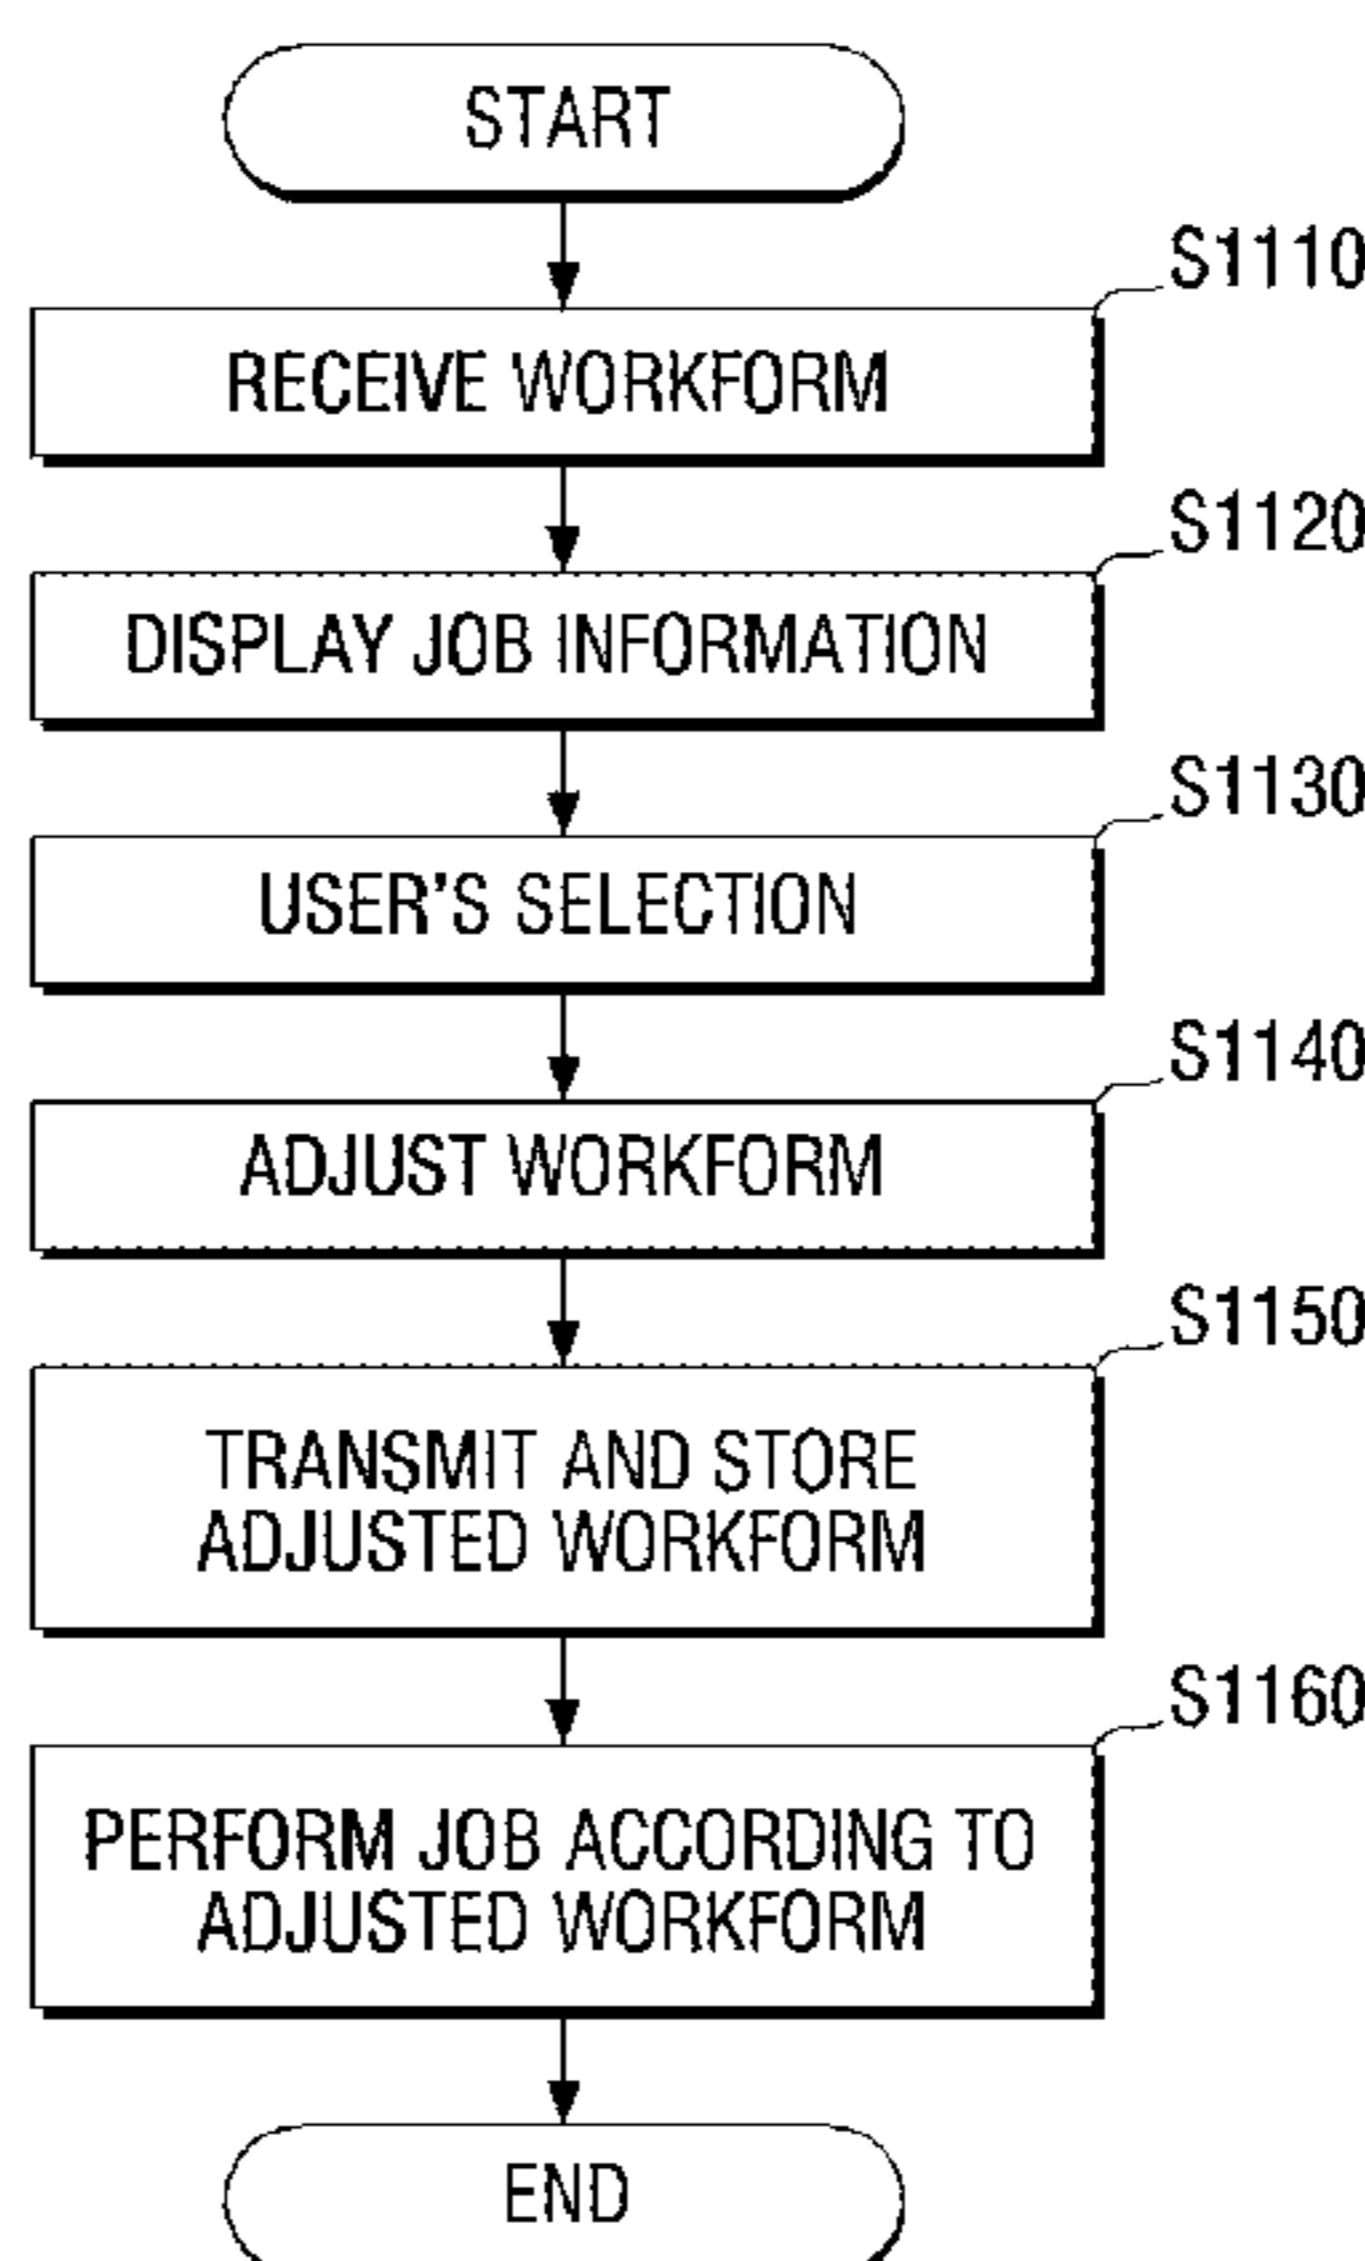 START
S1110
RECEIVE WORKFORM
S1120
DISPLAY JOB INFORMATION
S1130
USER'S SELECTION
S1140
ADJUST WORKFORM
S1150
TRANSMIT AND STORE
ADJUSTED WORKFORM
S1160
PERFORM JOB ACCORDING TO
ADJUSTED WORKFORM
END